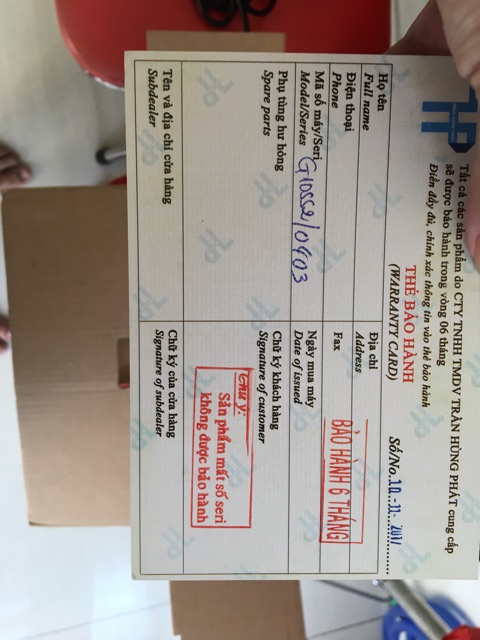 Tất cả các sản phẩm do CTY TNHH TMDV TRẦN HÙNG PHÁT cung cấp
sẽ được bảo hành trong vòng 06 tháng
Điền đầy đủ, chính xác thông tin vào thẻ bảo hành
THẺ BẢO HÀNH
(WARRANTY CARD)
Số/No. 10-11-2017
Họ tên
Full name
Địa chỉ
Address
Điện thoại
Phone
Fax
BẢO HÀNH 6 THÁNG
Mã số máy/Seri
Model/Series
Ngày mua máy
Date of issued
Phụ tùng hư hỏng
Spare parts
Chữ ký khách hàng
Signature of customer
Chú ý:
Sản phẩm mất số seri
không được bảo hành
Tên và địa chỉ cửa hàng
Subdealer
Chữ ký của cửa hàng
Signature of subdealer